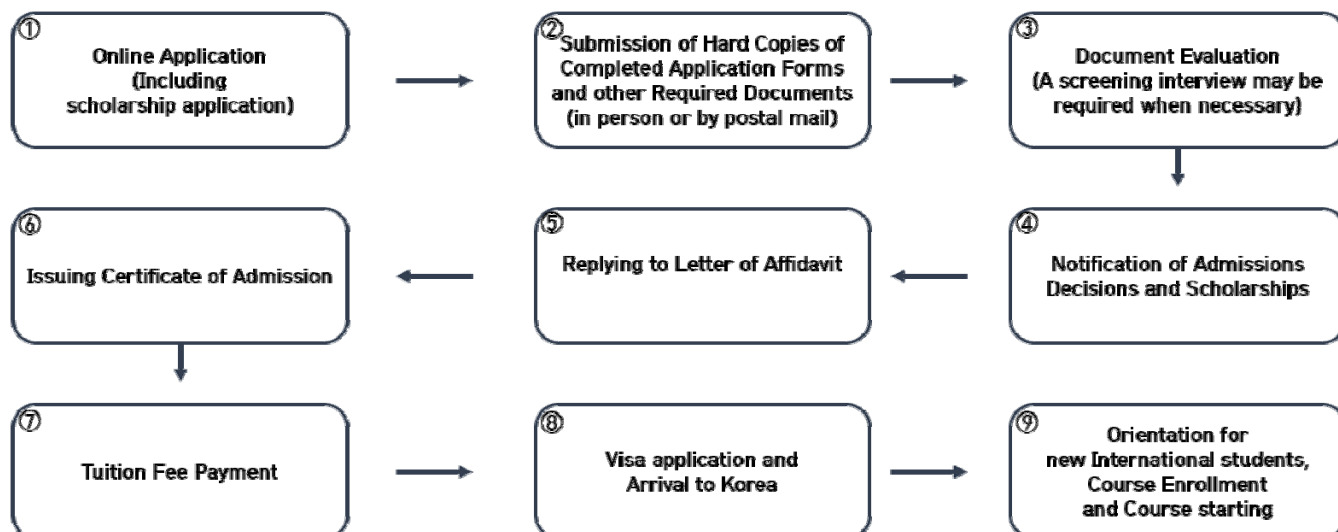 ①
Online Application
(Including
scholarship application)
②
Submission of Hard Copies of
Completed Application Forms
and other Required Documents
(in person or by postal mail)
③
Document Evaluation
(A screening interview may be
required when necessary)
④
Notification of Admissions
Decisions and Scholarships
⑤
Replying to Letter of Affidavit
⑥
Issuing Certificate of Admission
⑦
Tuition Fee Payment
⑧
Visa application and
Arrival to Korea
⑨
Orientation for
new International students,
Course Enrollment
and Course starting